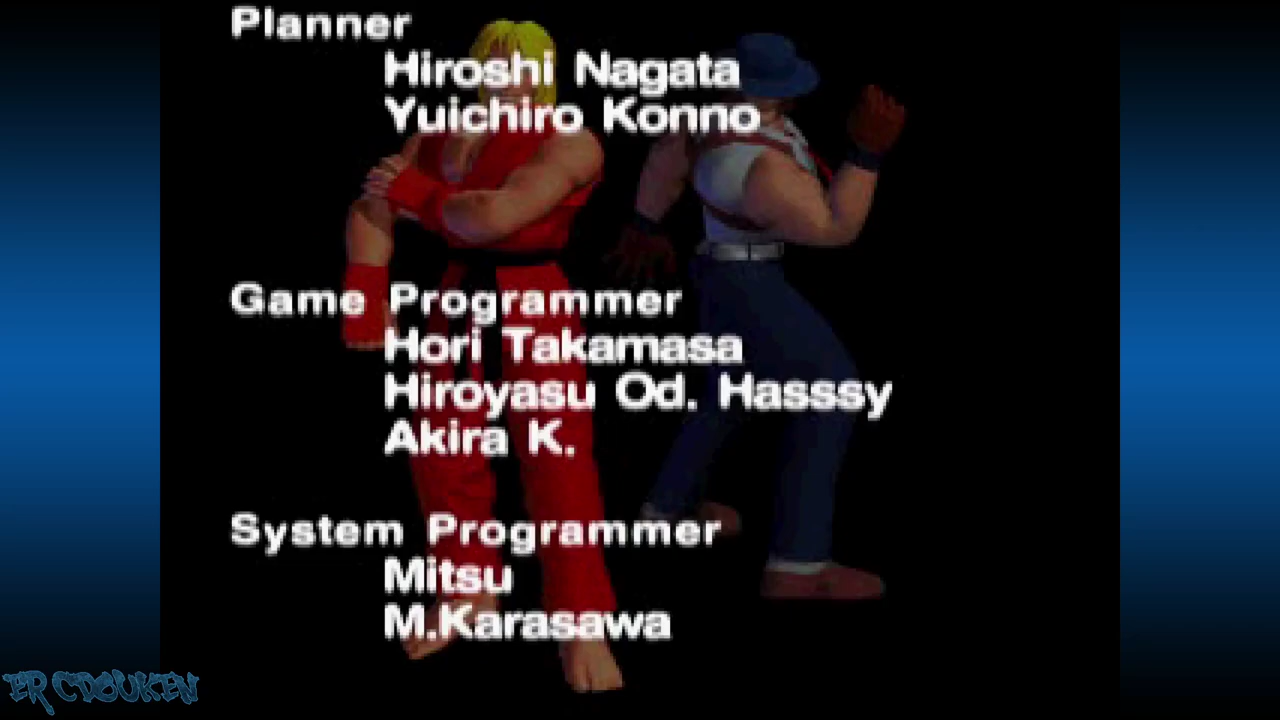 Planner
Hiroshi Nagata
Yuichiro Konno
Game Programmer
Hori Takamasa
Hiroyasu Od. Hasssy
Akira K.
System Programmer
Mitsu
M.Karasawa